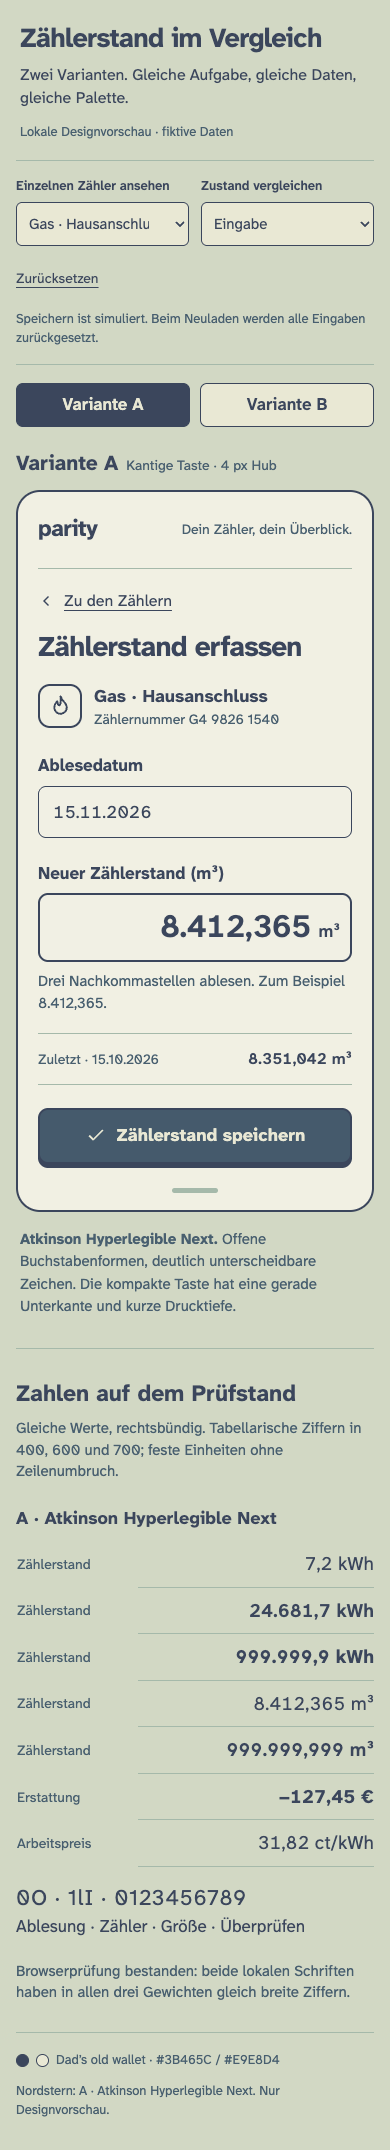 Zählerstand im Vergleich
Zwei Varianten. Gleiche Aufgabe, gleiche Daten,
gleiche Palette.
Lokale Designvorschau · fiktive Daten
Einzelnen Zähler ansehen
Zustand vergleichen
Gas · Hausanschlu
Eingabe
Zurücksetzen
Speichern ist simuliert. Beim Neuladen werden alle Eingaben
zurückgesetzt.
Variante A
Variante B
Variante A Kantige Taste · 4 px Hub
parity
Dein Zähler, dein Überblick.
Zu den Zählern
Zählerstand erfassen
Gas · Hausanschluss
Zählernummer G4 9826 1540
Ablesedatum
15.11.2026
Neuer Zählerstand (m³)
8.412,365 m³
Drei Nachkommastellen ablesen. Zum Beispiel
8.412,365.
Zuletzt · 15.10.2026
8.351,042 m³
Zählerstand speichern
Atkinson Hyperlegible Next. Offene
Buchstabenformen, deutlich unterscheidbare
Zeichen. Die kompakte Taste hat eine gerade
Unterkante und kurze Drucktiefe.
Zahlen auf dem Prüfstand
Gleiche Werte, rechtsbündig. Tabellarische Ziffern in
400, 600 und 700; feste Einheiten ohne
Zeilenumbruch.
A · Atkinson Hyperlegible Next
Zählerstand 7,2 kWh
Zählerstand 24.681,7 kWh
Zählerstand 999.999,9 kWh
Zählerstand 8.412,365 m³
Zählerstand 999.999,999 m³
Erstattung −127,45 €
Arbeitspreis 31,82 ct/kWh
0O · 1lI · 0123456789
Ablesung · Zähler · Größe · Überprüfen
Browserprüfung bestanden: beide lokalen Schriften
haben in allen drei Gewichten gleich breite Ziffern.
Dad's old wallet · #3B465C / #E9E8D4
Nordstern: A · Atkinson Hyperlegible Next. Nur
Designvorschau.